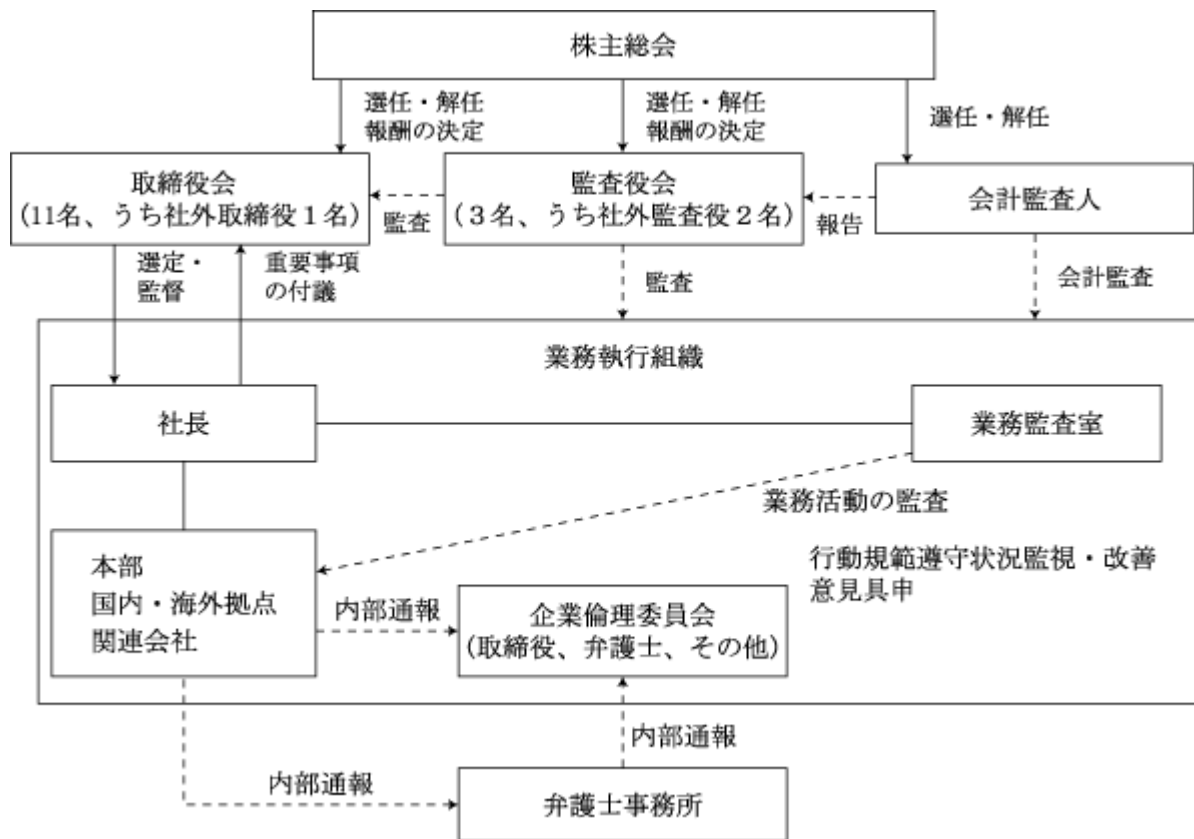 株主総会
選任・解任
報酬の決定
選任・解任
報酬の決定
選任・解任
取締役会
(11名、うち社外取締役１名)
監査
監査役会
(３名、うち社外監査役２名)
報告
会計監査人
選定・
監督
重要事項
の付議
監査
会計監査
業務執行組織
社長
業務監査室
業務活動の監査
本部
国内・海外拠点
関連会社
内部通報
企業倫理委員会
(取締役、弁護士、その他)
行動規範遵守状況監視・改善
意見具申
内部通報
内部通報
弁護士事務所